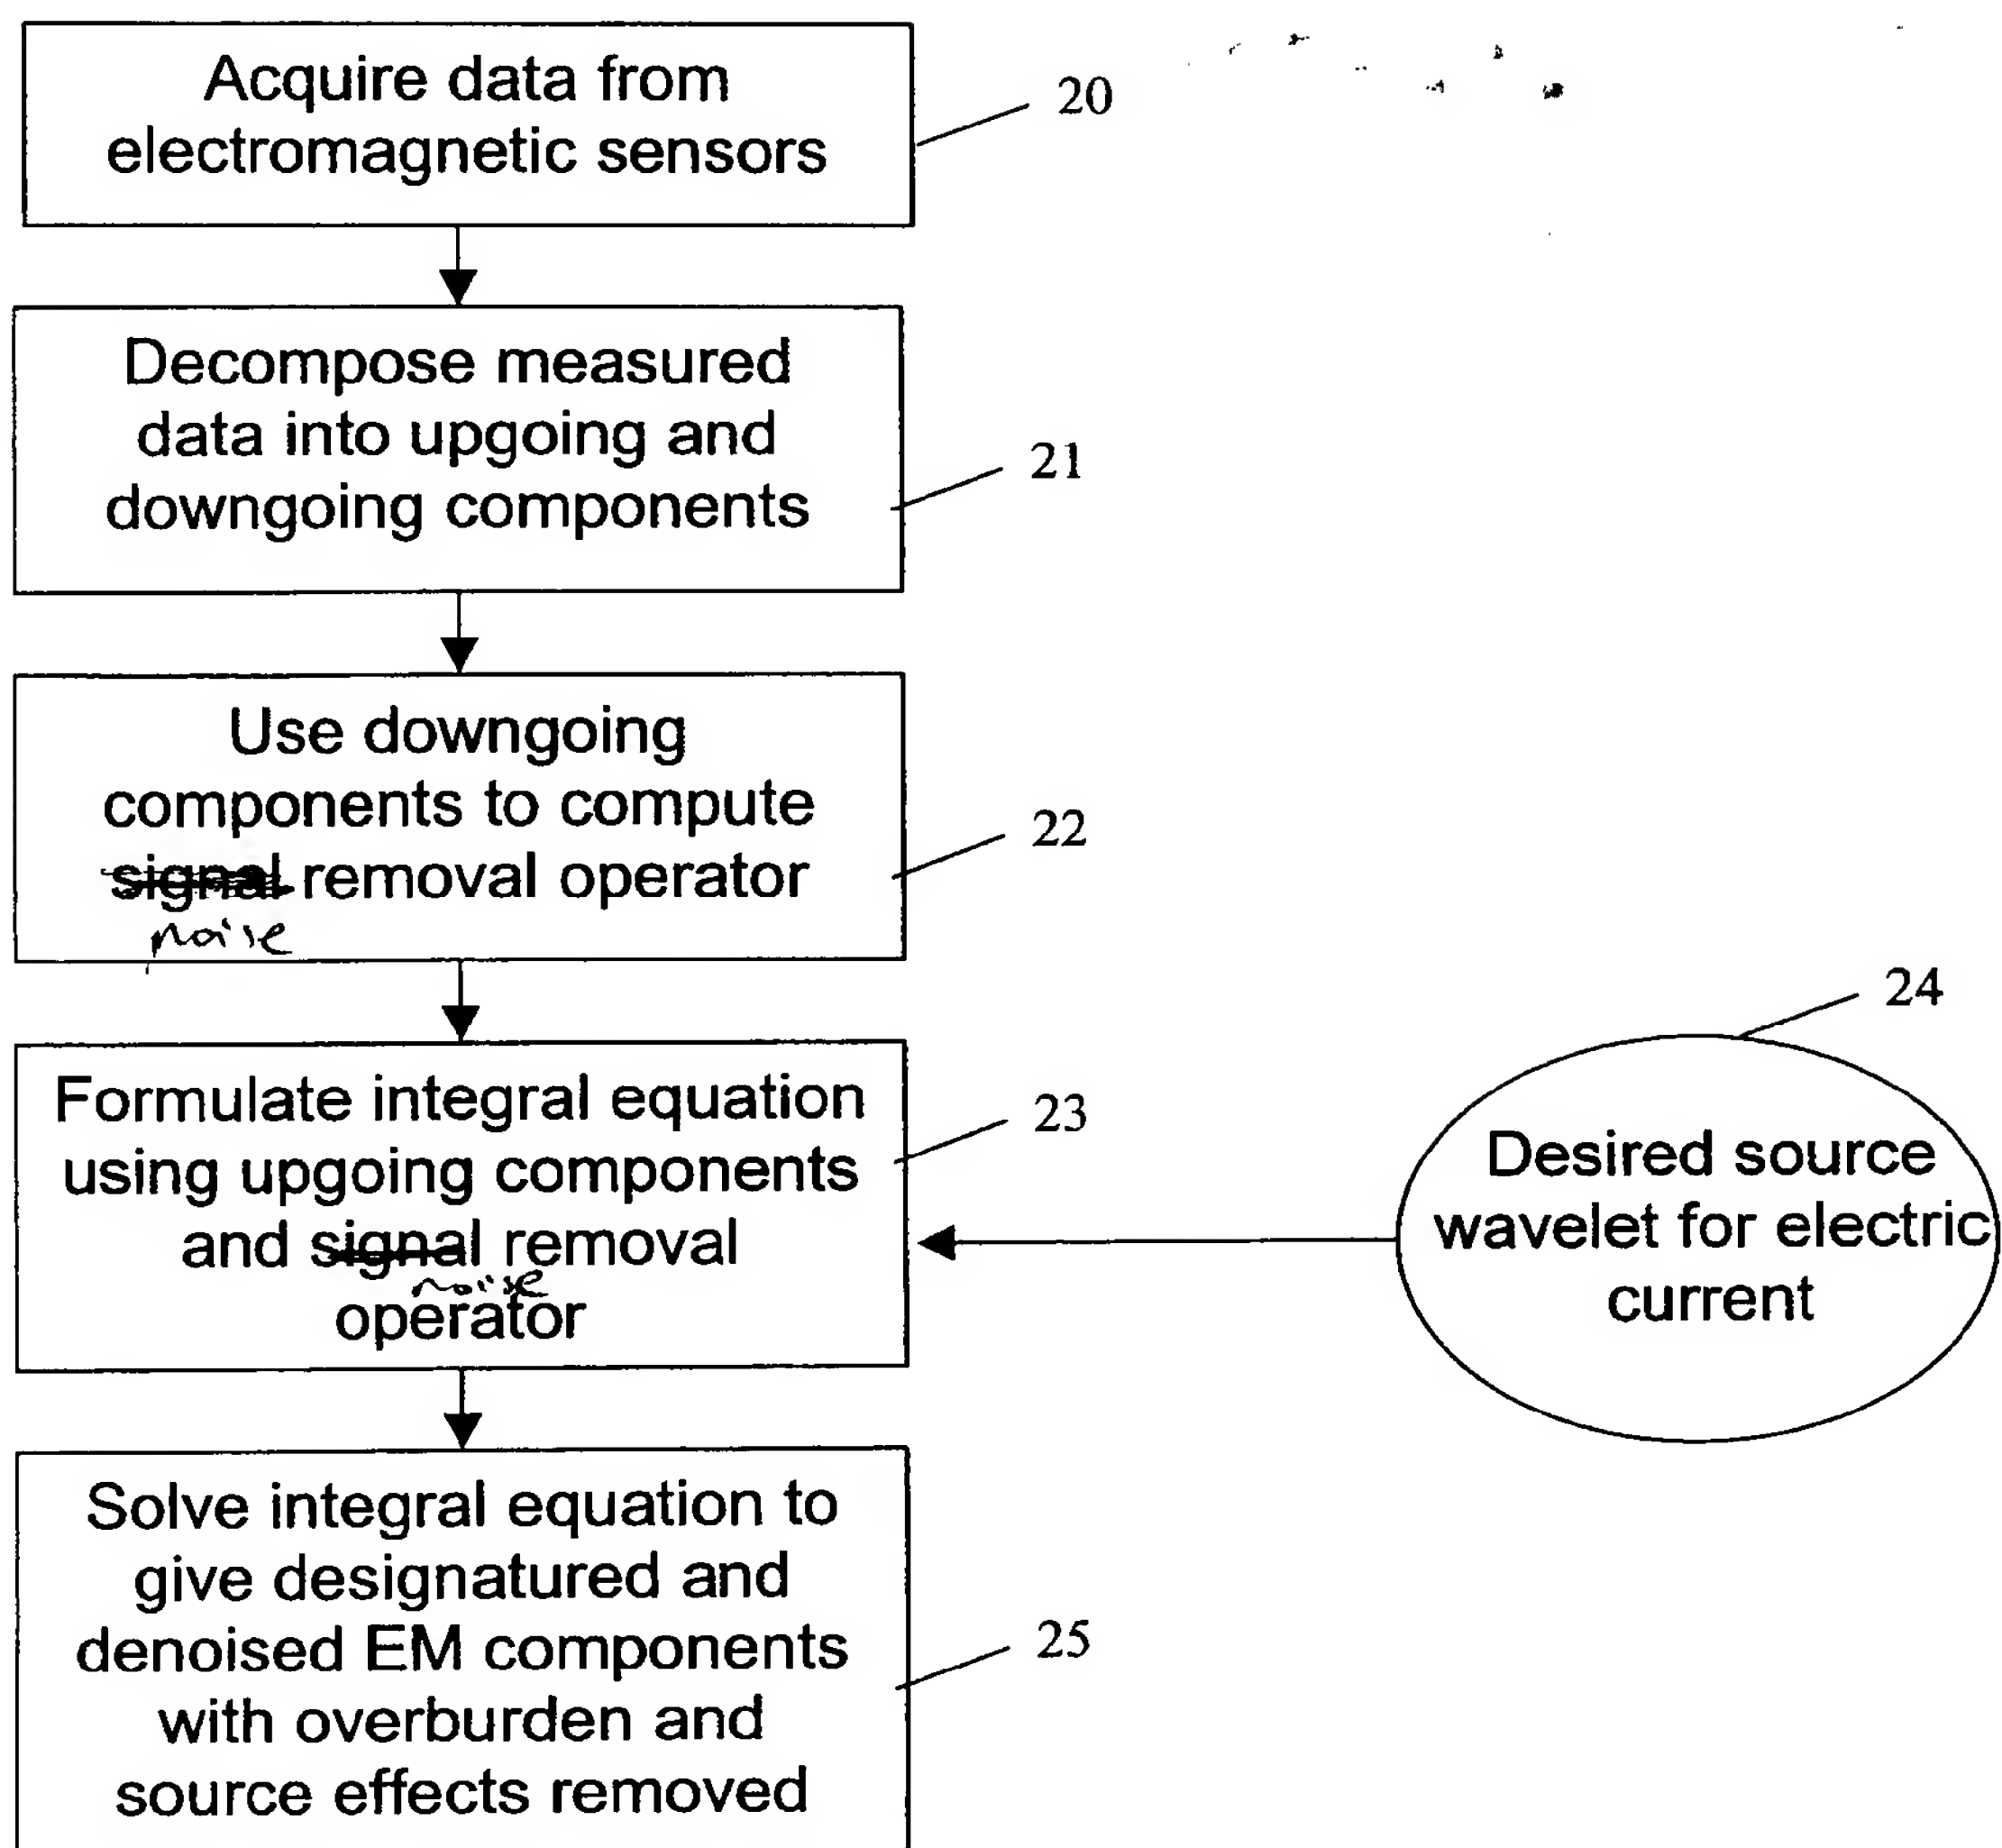 Acquire data from
electromagnetic sensors
20
Decompose measured
data into upgoing and
downgoing components
21
Use downgoing
components to compute
signal removal operator
noise
22
Formulate integral equation
using upgoing components
and signal removal
noise
operator
23
24
Desired source
wavelet for electric
current
Solve integral equation to
give designatured and
denoised EM components
with overburden and
source effects removed
25